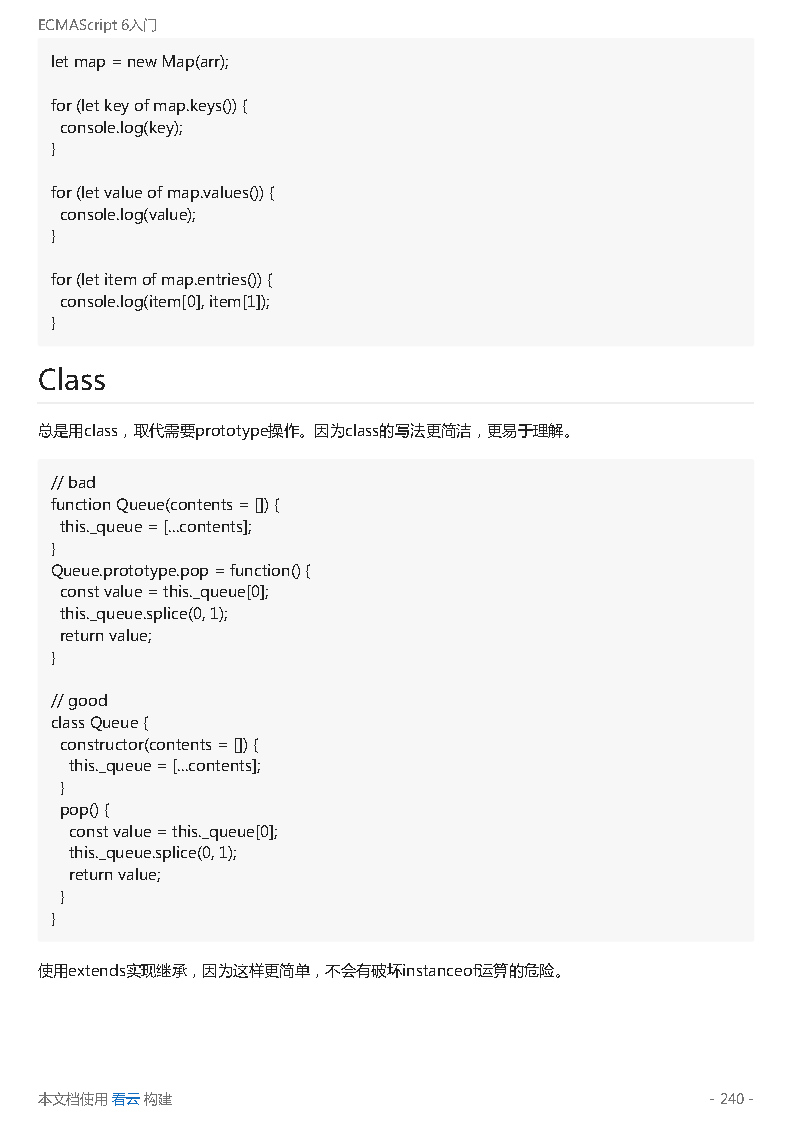 ECMAScript 6入门
let map = new Map(arr);
for (let key of map.keys()) {
console.log(key);
}
for (let value of map.values()) {
console.log(value);
}
for (let item of map.entries()) {
console.log(item[0], item[1]);
}
Class
总是用class，取代需要prototype操作。因为class的写法更简洁，更易于理解。
// bad
function Queue(contents = []) {
this._queue = [...contents];
}
Queue.prototype.pop = function() {
const value = this._queue[0];
this._queue.splice(0, 1);
return value;
}
// good
class Queue {
constructor(contents = []) {
this._queue = [...contents];
}
pop() {
const value = this._queue[0];
this._queue.splice(0, 1);
return value;
}
}
使用extends实现继承，因为这样更简单，不会有破坏instanceof运算的危险。
本文档使用 看云 构建
- 240 -